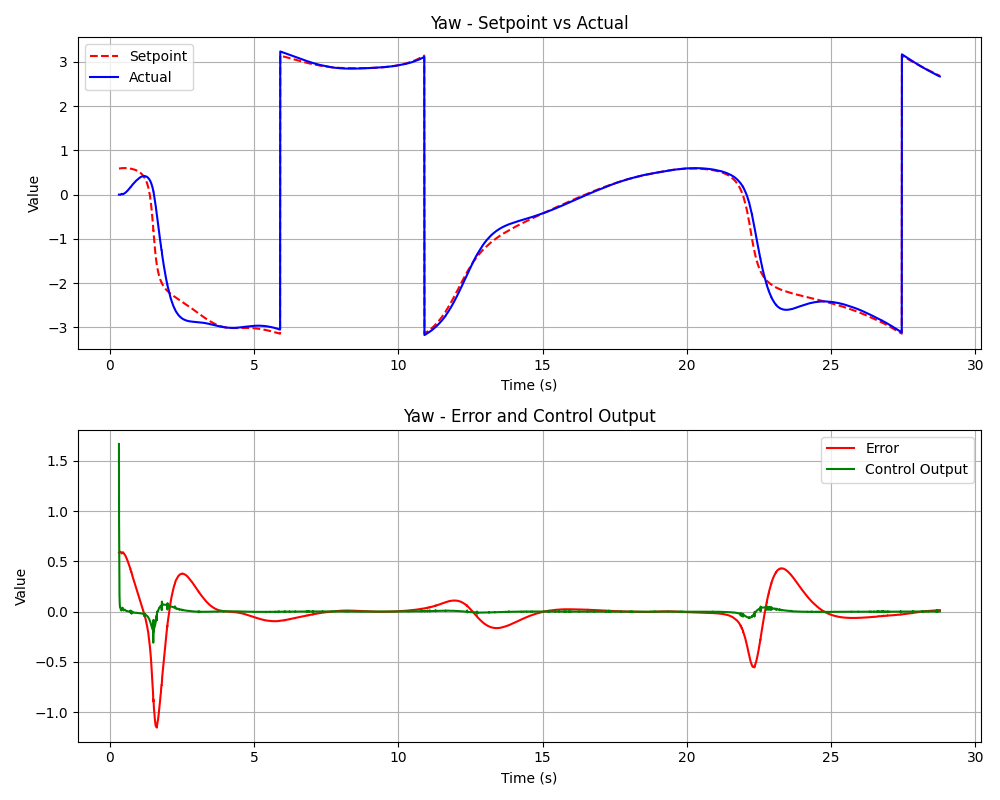 Yaw - Setpoint vs Actual
Setpoint
Actual
Value
3
2
1
0
−1
−2
−3
0 5 10 15 20 25 30
Time (s)
Yaw - Error and Control Output
Error
Control Output
Value
1.5
1.0
0.5
0.0
−0.5
−1.0
0 5 10 15 20 25 30
Time (s)